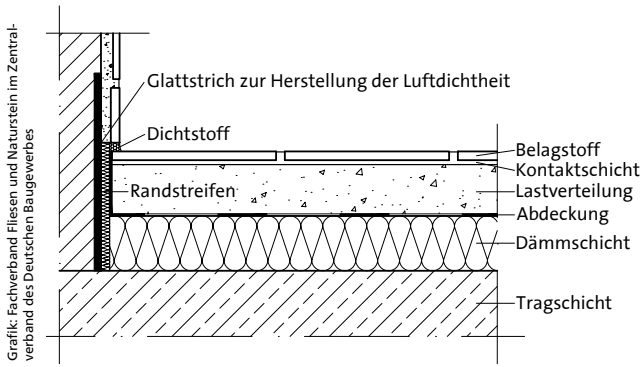 Grafik: Fachverband Fliesen und Naturstein im Zentral-
verband des Deutschen Baugewerbes
Glattstrich zur Herstellung der Luftdichtheit
Dichtstoff
Belagstoff
Kontaktschicht
Randstreifen
Lastverteilung
Abdeckung
Dämmschicht
Tragschicht